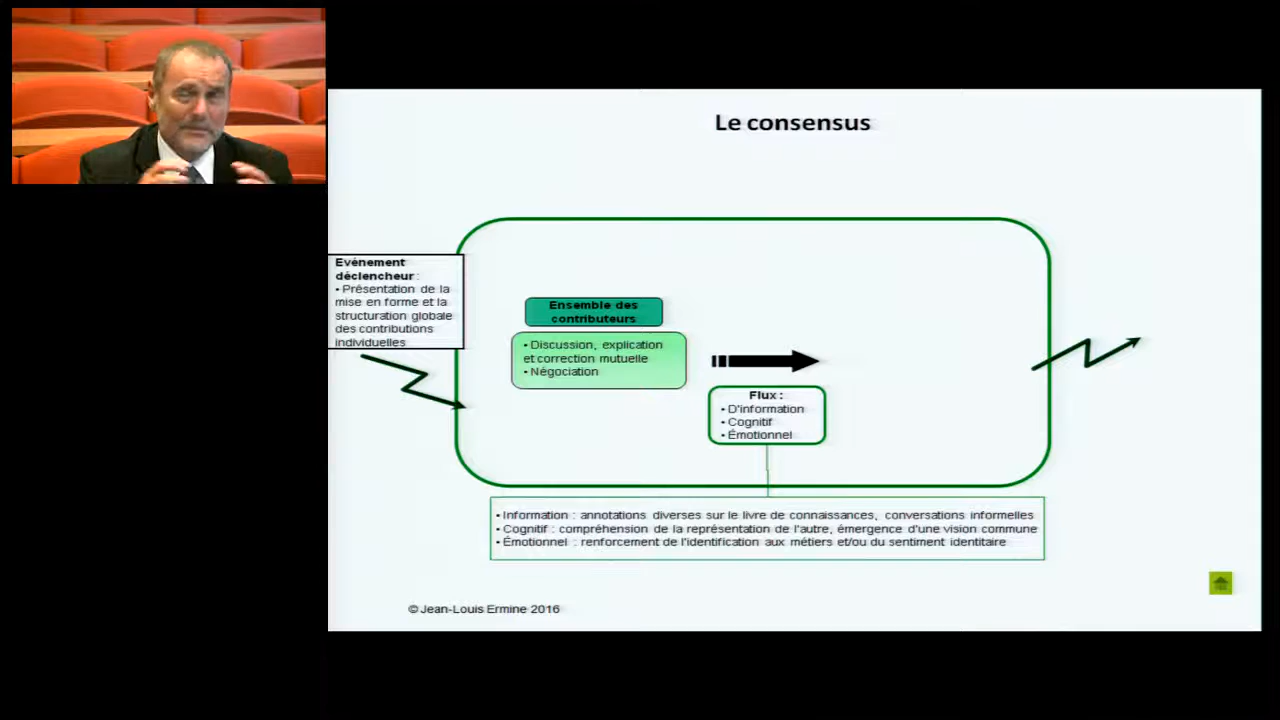 Le consensus
Evénement
déclencheur :
• Présentation de la
mise en forme et la
structuration globale
des contributions
individuelles
Ensemble des
contributeurs
• Discussion, explication
et correction mutuelle
• Négociation
Flux :
• D'information
• Cognitif
• Émotionnel
• Information : annotations diverses sur le livre de connaissances, conversations informelles
• Cognitif : compréhension de la représentation de l'autre, émergence d'une vision commune
• Émotionnel : renforcement de l'identification aux métiers et/ou du sentiment identitaire
© Jean-Louis Ermine 2016